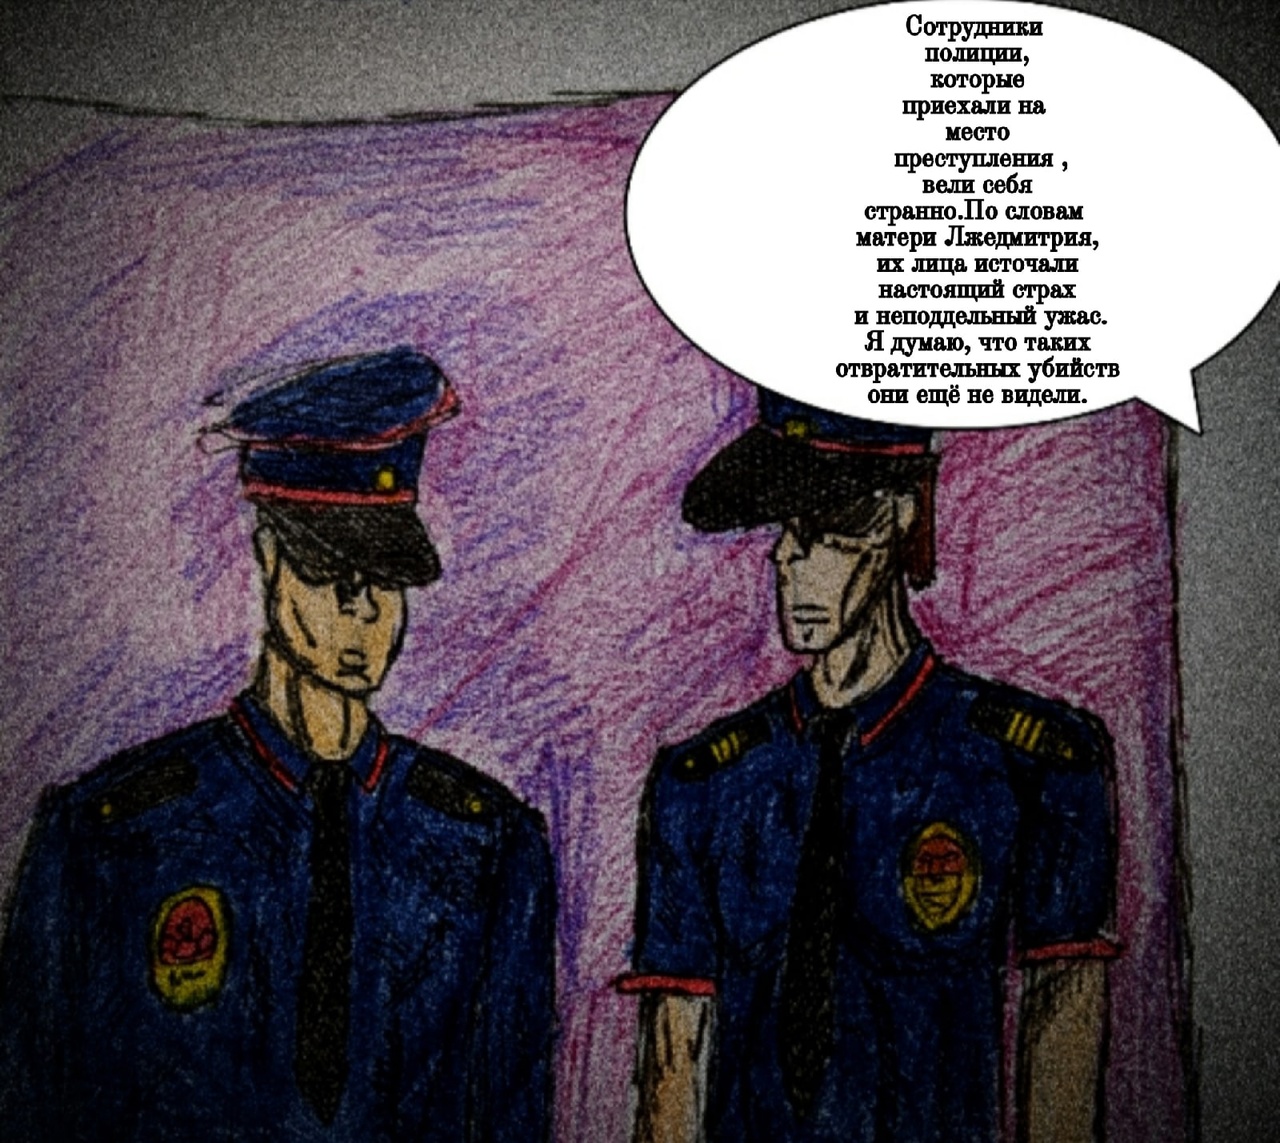 Сотрудники
полиции,
которые
приехали на
место
преступления ,
вели себя
странно.По словам
матери Лжедмитрия,
их лица источали
настоящий страх
и неподдельный ужас.
Я думаю, что таких
отвратительных убийств
они ещё не видели.